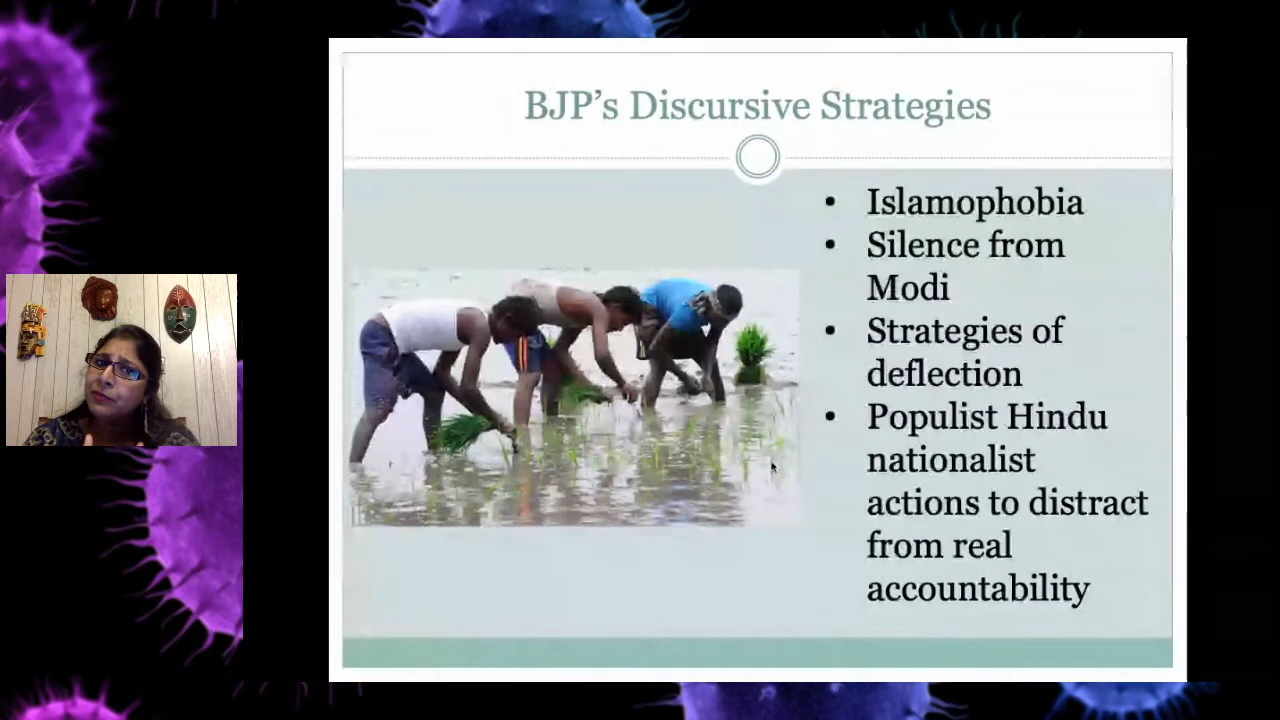 BJP’s Discursive Strategies
• Islamophobia
• Silence from
Modi
• Strategies of
deflection
• Populist Hindu
nationalist
actions to distract
from real
accountability